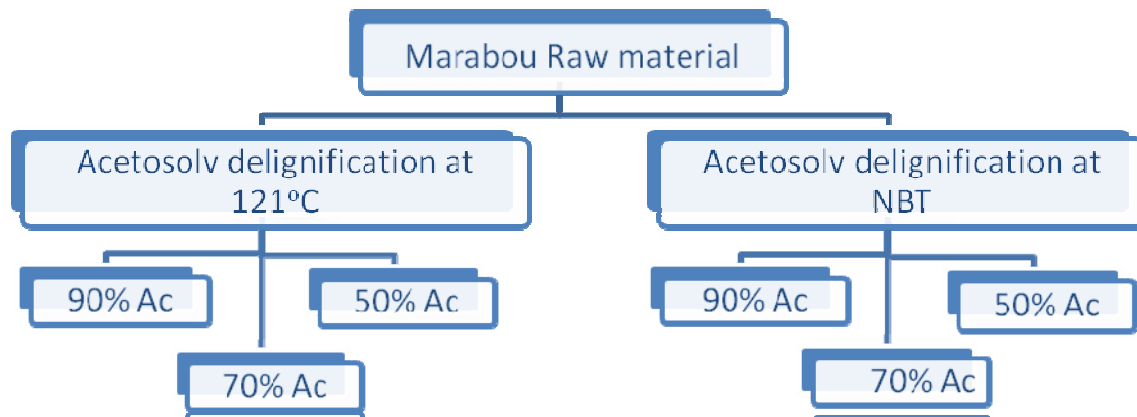 Marabou Raw material
Acetosolv delignification at
121ºC
Acetosolv delignification at
NBT
90% Ac
50% Ac
70% Ac
90% Ac
50% Ac
70% Ac